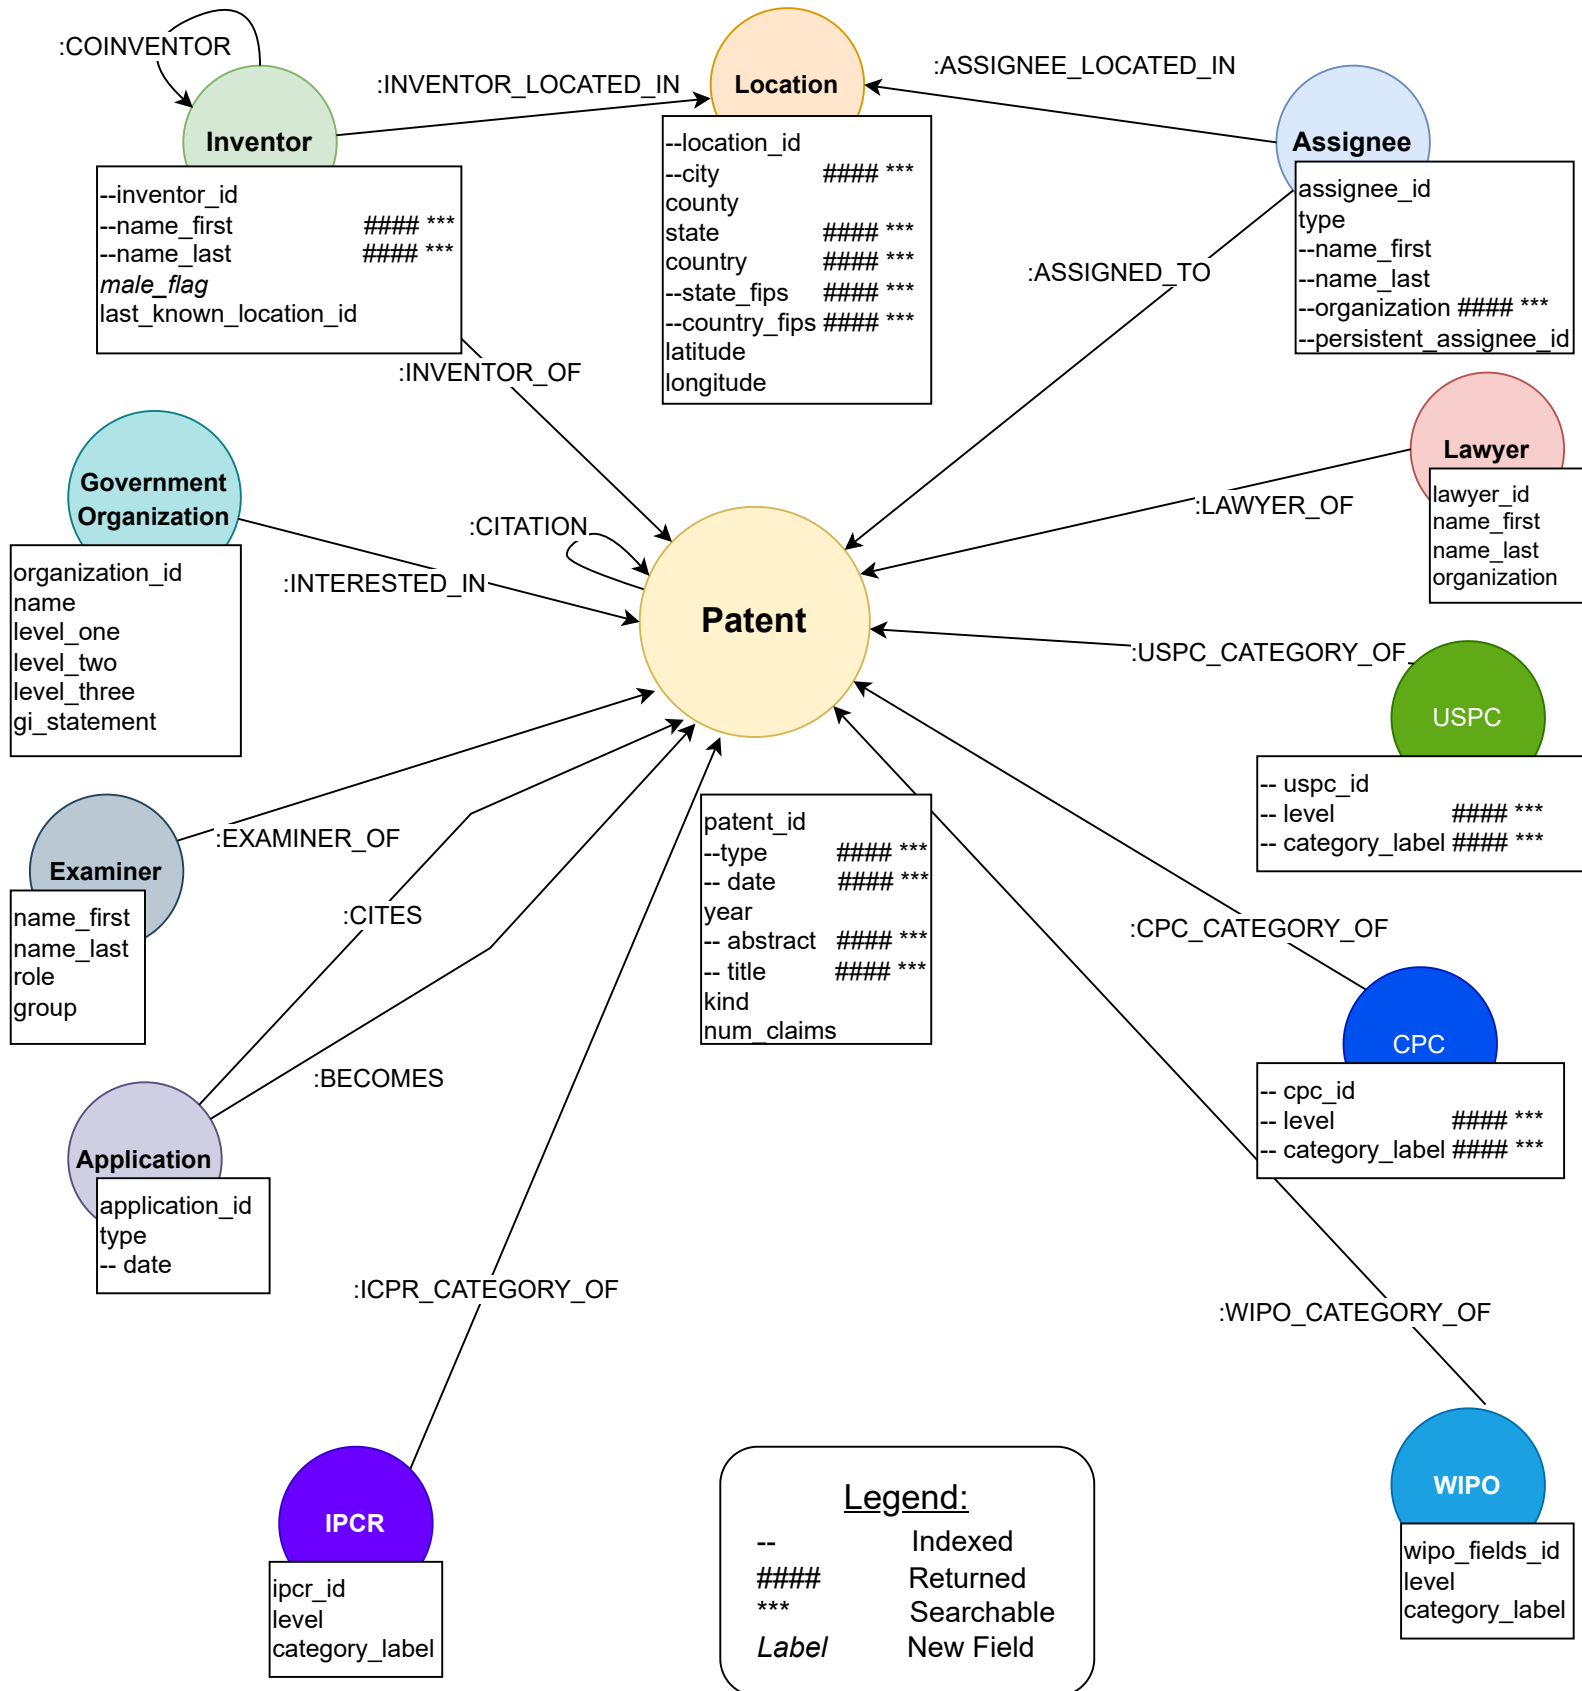 :COINVENTOR
:INVENTOR_LOCATED_IN
Location
:ASSIGNEE_LOCATED_IN
Inventor
Assignee
--inventor_id
--name_first #### ***
--name_last #### ***
male_flag
last_known_location_id
--location_id
--city #### ***
county
state #### ***
country #### ***
--state_fips #### ***
--country_fips #### ***
latitude
longitude
assignee_id
type
--name_first
--name_last
--organization #### ***
--persistent_assignee_id
:ASSIGNED_TO
:INVENTOR_OF
Government
Organization
:CITATION
:INTERESTED_IN
Lawyer
:LAWYER_OF
lawyer_id
name_first
name_last
organization
organization_id
name
level_one
level_two
level_three
gi_statement
Patent
:USPC_CATEGORY_OF
USPC
-- uspc_id
-- level #### ***
-- category_label #### ***
:EXAMINER_OF
Examiner
name_first
name_last
role
group
:CITES
patent_id
--type #### ***
-- date #### ***
year
-- abstract #### ***
-- title #### ***
kind
num_claims
:CPC_CATEGORY_OF
CPC
-- cpc_id
-- level #### ***
-- category_label #### ***
:BECOMES
Application
application_id
type
-- date
:ICPR_CATEGORY_OF
:WIPO_CATEGORY_OF
IPCR
ipcr_id
level
category_label
Legend:
-- Indexed
#### Returned
*** Searchable
Label New Field
WIPO
wipo_fields_id
level
category_label